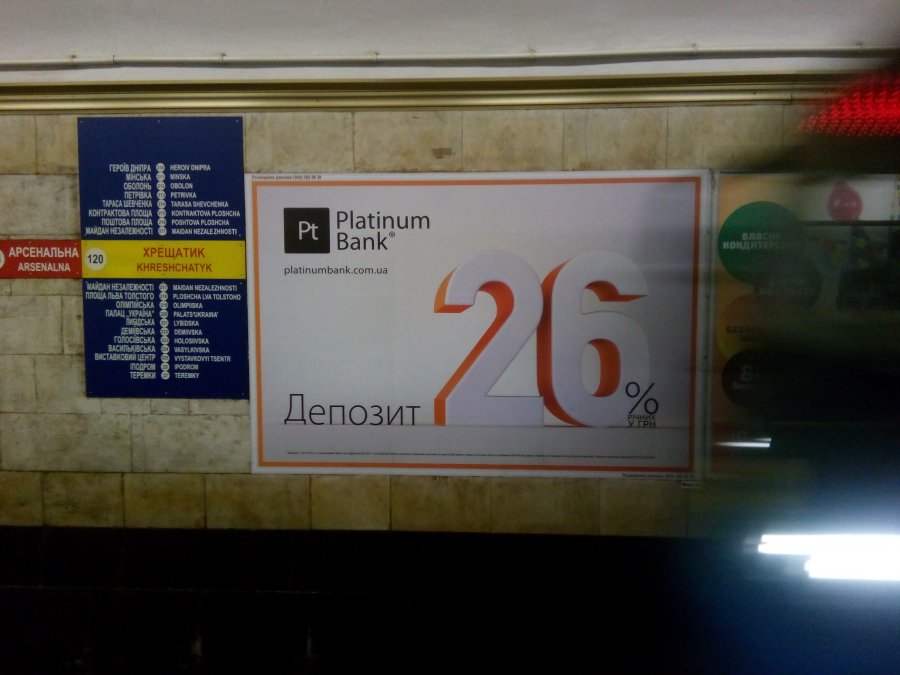 ГЕРОЇВ ДНІПРА HEROIV DNIPRA
МІНСЬКА MINSKA
ОБОЛОНЬ OBOLON
ПЕТРІВКА PETRIVKA
ТАРАСА ШЕВЧЕНКА TARASA SHEVCHENKA
КОНТРАКТОВА ПЛОЩА KONTRAKTOVA PLOSHCHA
ПОШТОВА ПЛОЩА POSHTOVA PLOSHCHA
МАЙДАН НЕЗАЛЕЖНОСТІ MAIDAN NEZALEZHNOSTI
АРСЕНАЛЬНА
ARSENALNA
120
ХРЕЩАТИК
KHRESHCHATYK
МАЙДАН НЕЗАЛЕЖНОСТІ MAIDAN NEZALEZHNOSTI
ПЛОЩА ЛЬВА ТОЛСТОГО PLOSHCHA LVA TOLSTOHO
ОЛІМПІЙСЬКА OLIMPIISKA
ПАЛАЦ „УКРАЇНА" PALATS'UKRAINA'
ЛИБІДСЬКА LYBIDSKA
ДЕМІЇВСЬКА DEMIIVSKA
ГОЛОСІЇВСЬКА HOLOSIIVSKA
ВАСИЛЬКІВСЬКА VASYLKIVSKA
ВИСТАВКОВИЙ ЦЕНТР VYSTAVKOVYI TSENTR
ІПОДРОМ IPODROM
ТЕРЕМКИ TEREMKY
Pt Platinum
Bank®
platinumbank.com.ua
Депозит 26%
РІЧНИХ
У ГРН
ВЛАСНІ